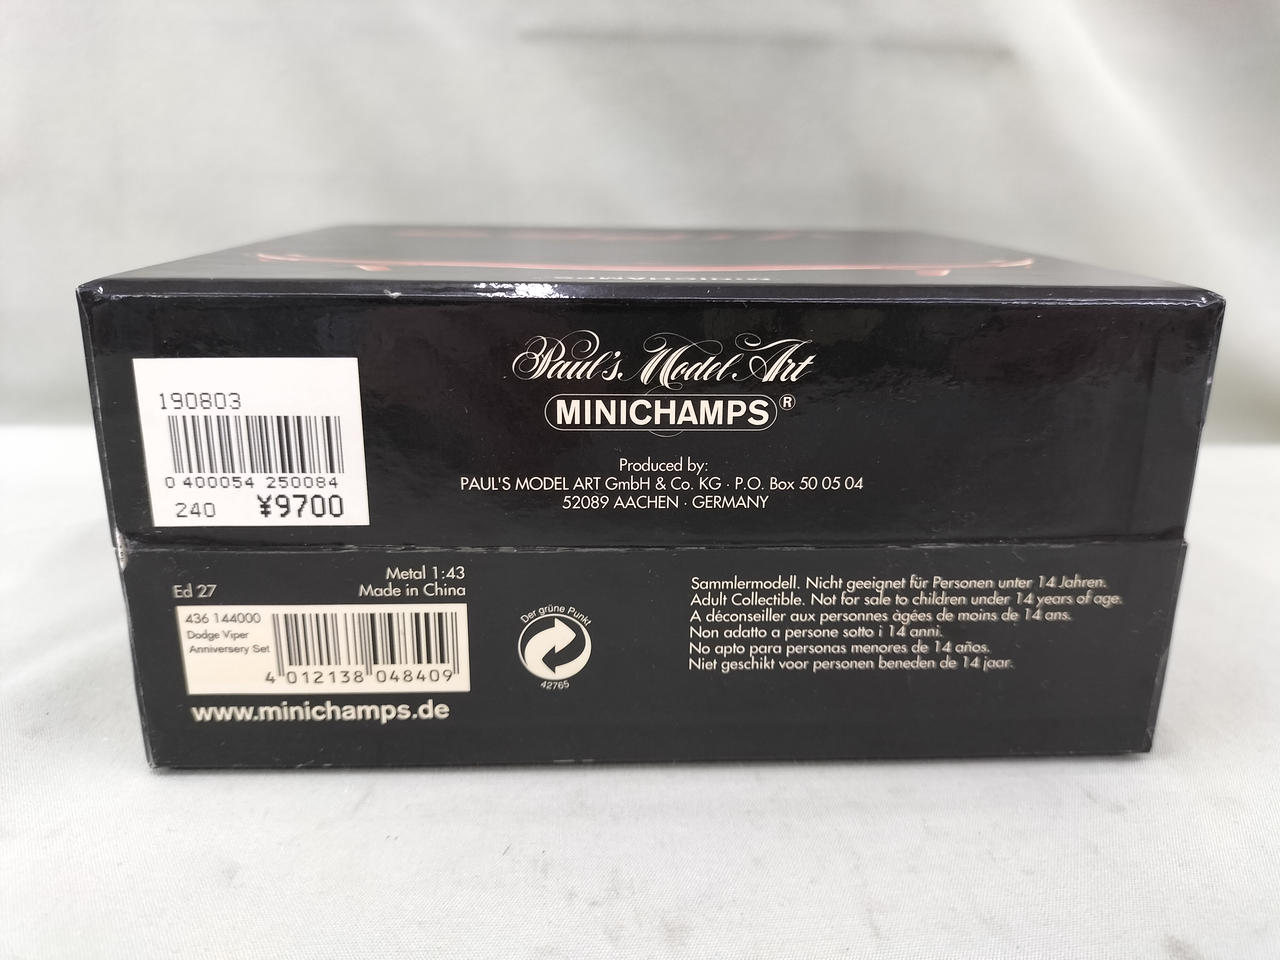 MINICHAMPS
Paul's Model Art
MINICHAMPS®
Produced by:
PAUL'S MODEL ART GmbH & Co. KG · P.O. Box 50 05 04
52089 AACHEN · GERMANY
190803
0 400054 250084
240 ¥9700
Metal 1:43
Ed 27 Made in China
436 144000
Dodge Viper
Anniversery Set
4 012138 048409
www.minichamps.de
Der grüne Punkt
42765
Sammlermodell. Nicht geeignet für Personen unter 14 Jahren.
Adult Collectible. Not for sale to children under 14 years of age.
A déconseiller aux personnes âgées de moins de 14 ans.
Non adatto a persone sotto i 14 anni.
No apto para personas menores de 14 años.
Niet geschikt voor personen beneden de 14 jaar.